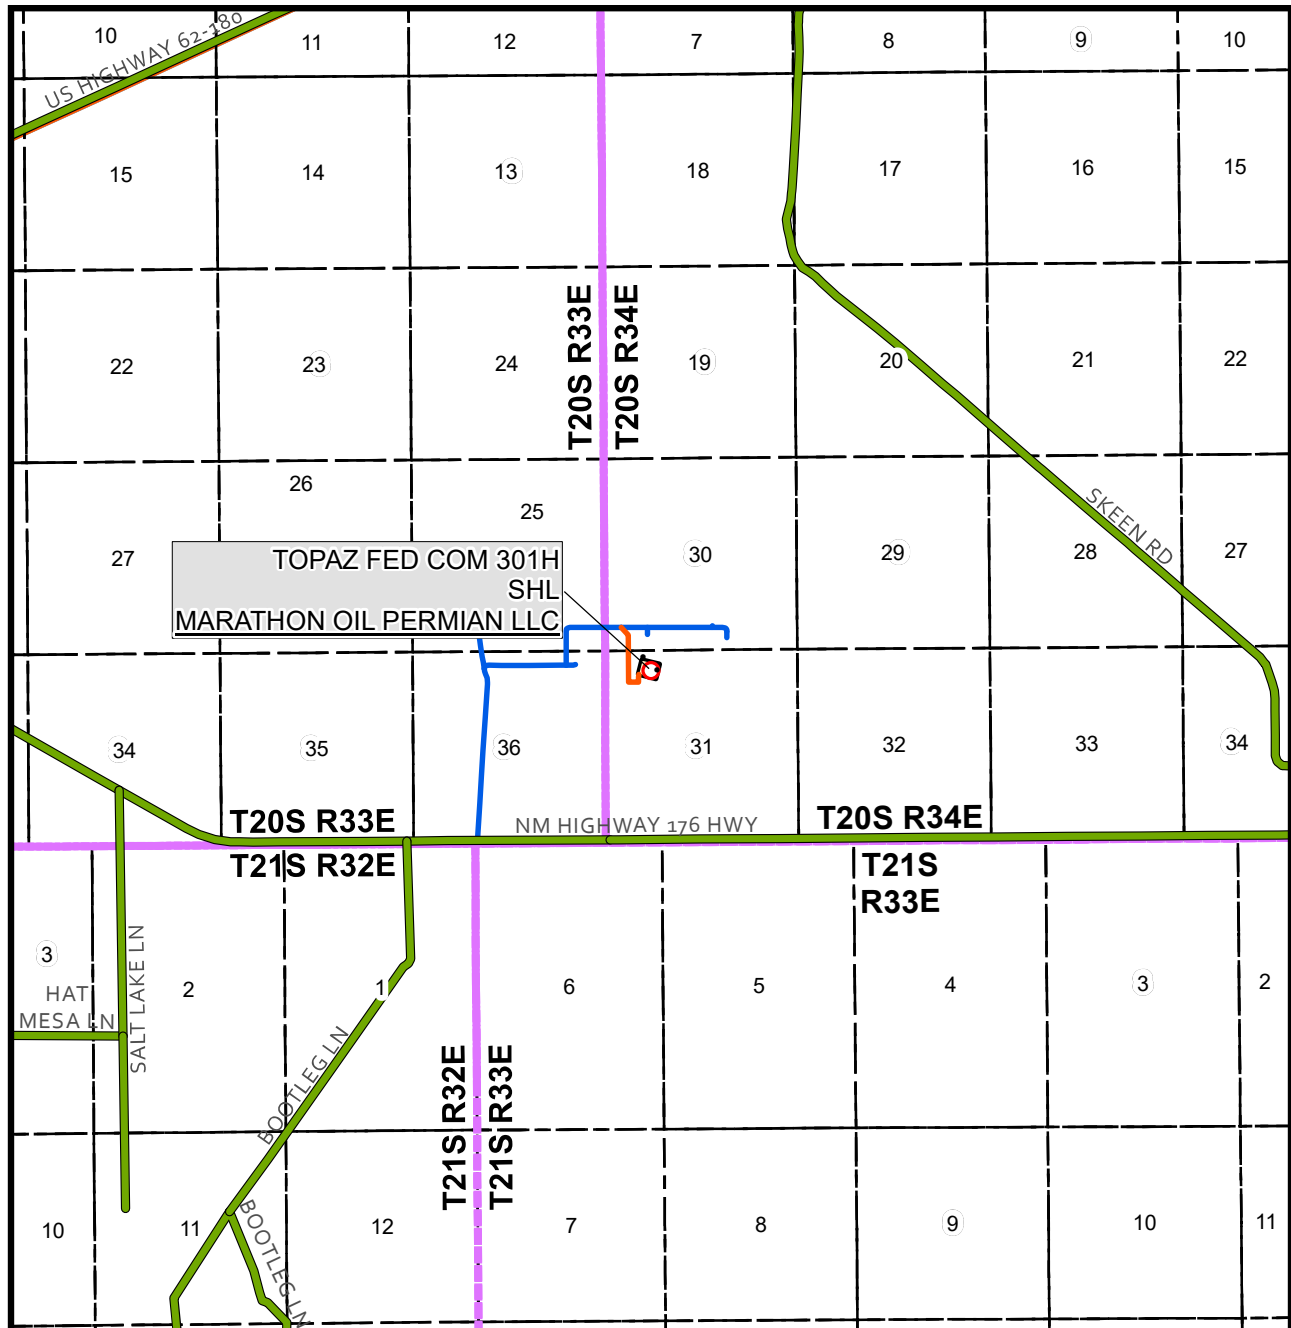 10
11
12
7
8
9
10
US HIGHWAY 62-180
15
14
13
18
17
16
15
T20S R33E
T20S R34E
22
23
24
19
20
21
22
26
25
SKEEN RD
27
30
29
28
27
TOPAZ FED COM 301H
SHL
MARATHON OIL PERMIAN LLC
34
35
36
31
32
33
34
T20S R33E
NM HIGHWAY 176 HWY
T20S R34E
T21S R32E
T21S
R33E
3
2
1
6
5
4
3
2
HAT
MESA LN
SALT LAKE LN
BOOTLEG LN
T21S R32E
T21S R33E
10
11
12
7
8
9
10
11
BOOTLEG LN